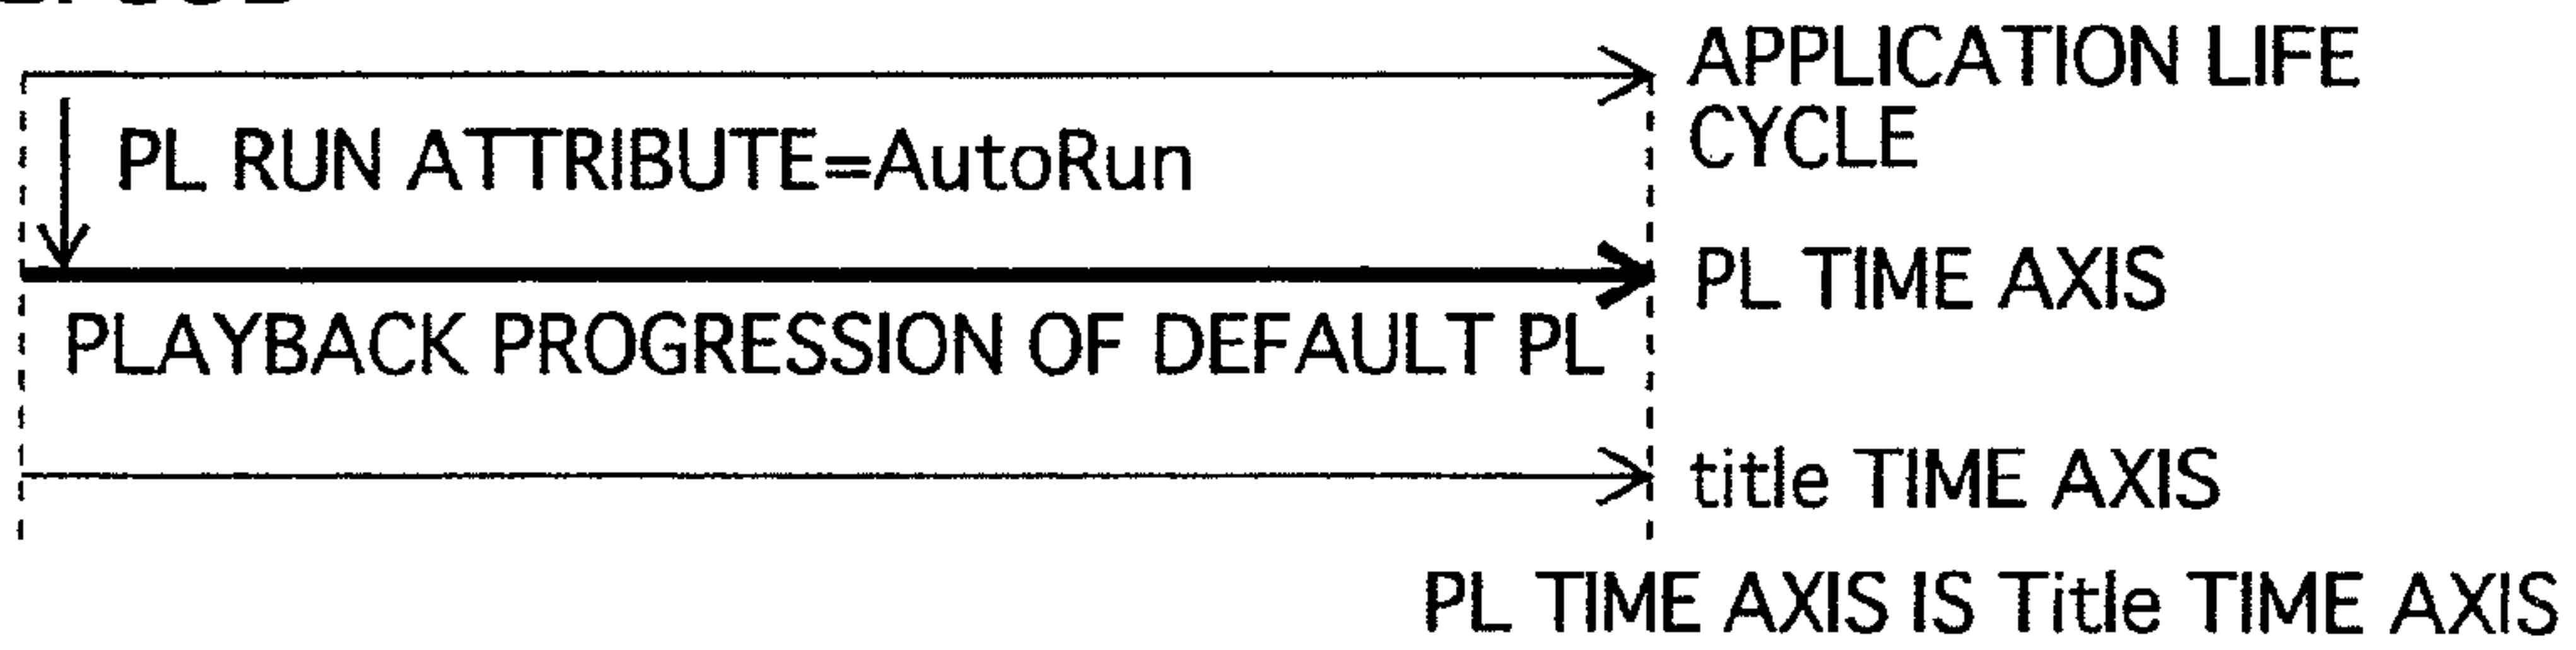 APPLICATION LIFE
CYCLE
PL RUN ATTRIBUTE=AutoRun
PL TIME AXIS
PLAYBACK PROGRESSION OF DEFAULT PL
title TIME AXIS
PL TIME AXIS IS Title TIME AXIS